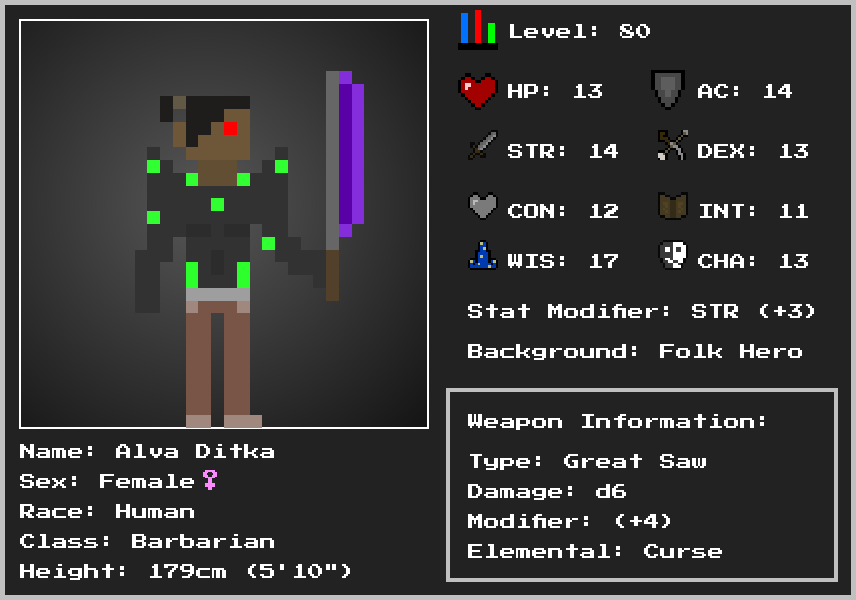 Level: 80
HP: 13
AC: 14
STR: 14
DEX: 13
CON: 12
INT: 11
WIS: 17
CHA: 13
Stat Modifier: STR (+3)
Background: Folk Hero
Weapon Information:
Type: Great Saw
Damage: d6
Modifier: (+4)
Elemental: Curse
Name: Alva Ditka
Sex: Female♀
Race: Human
Class: Barbarian
Height: 179cm (5'10")